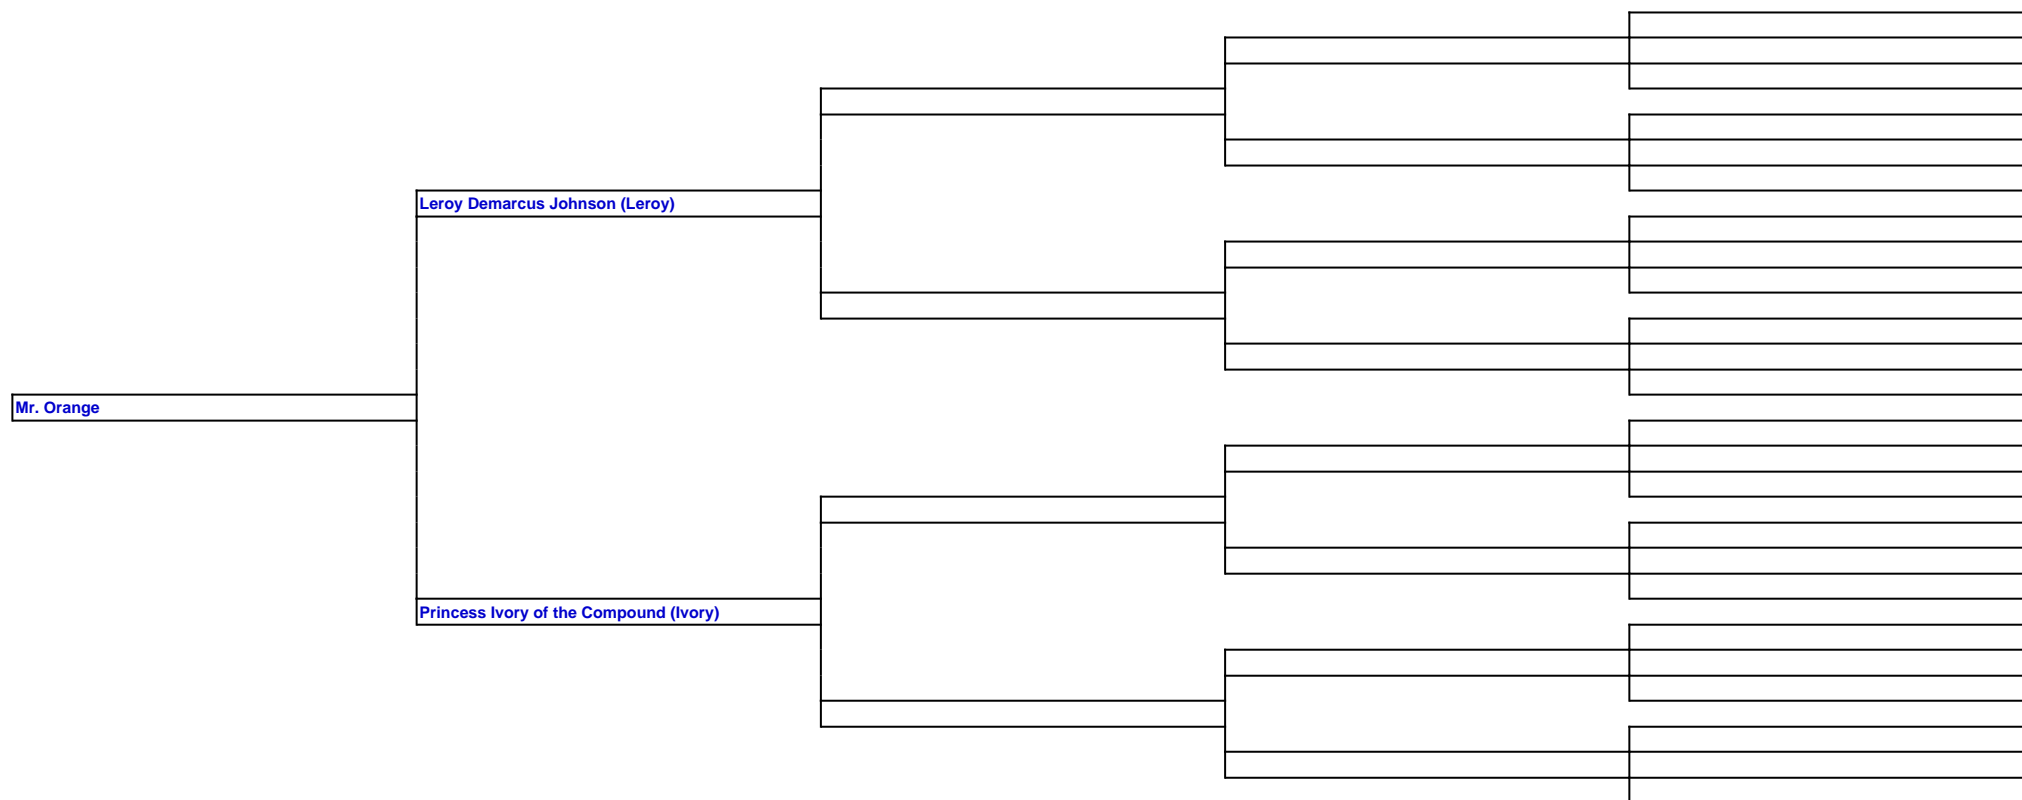 Leroy Demarcus Johnson (Leroy)
Mr. Orange
Princess Ivory of the Compound (Ivory)